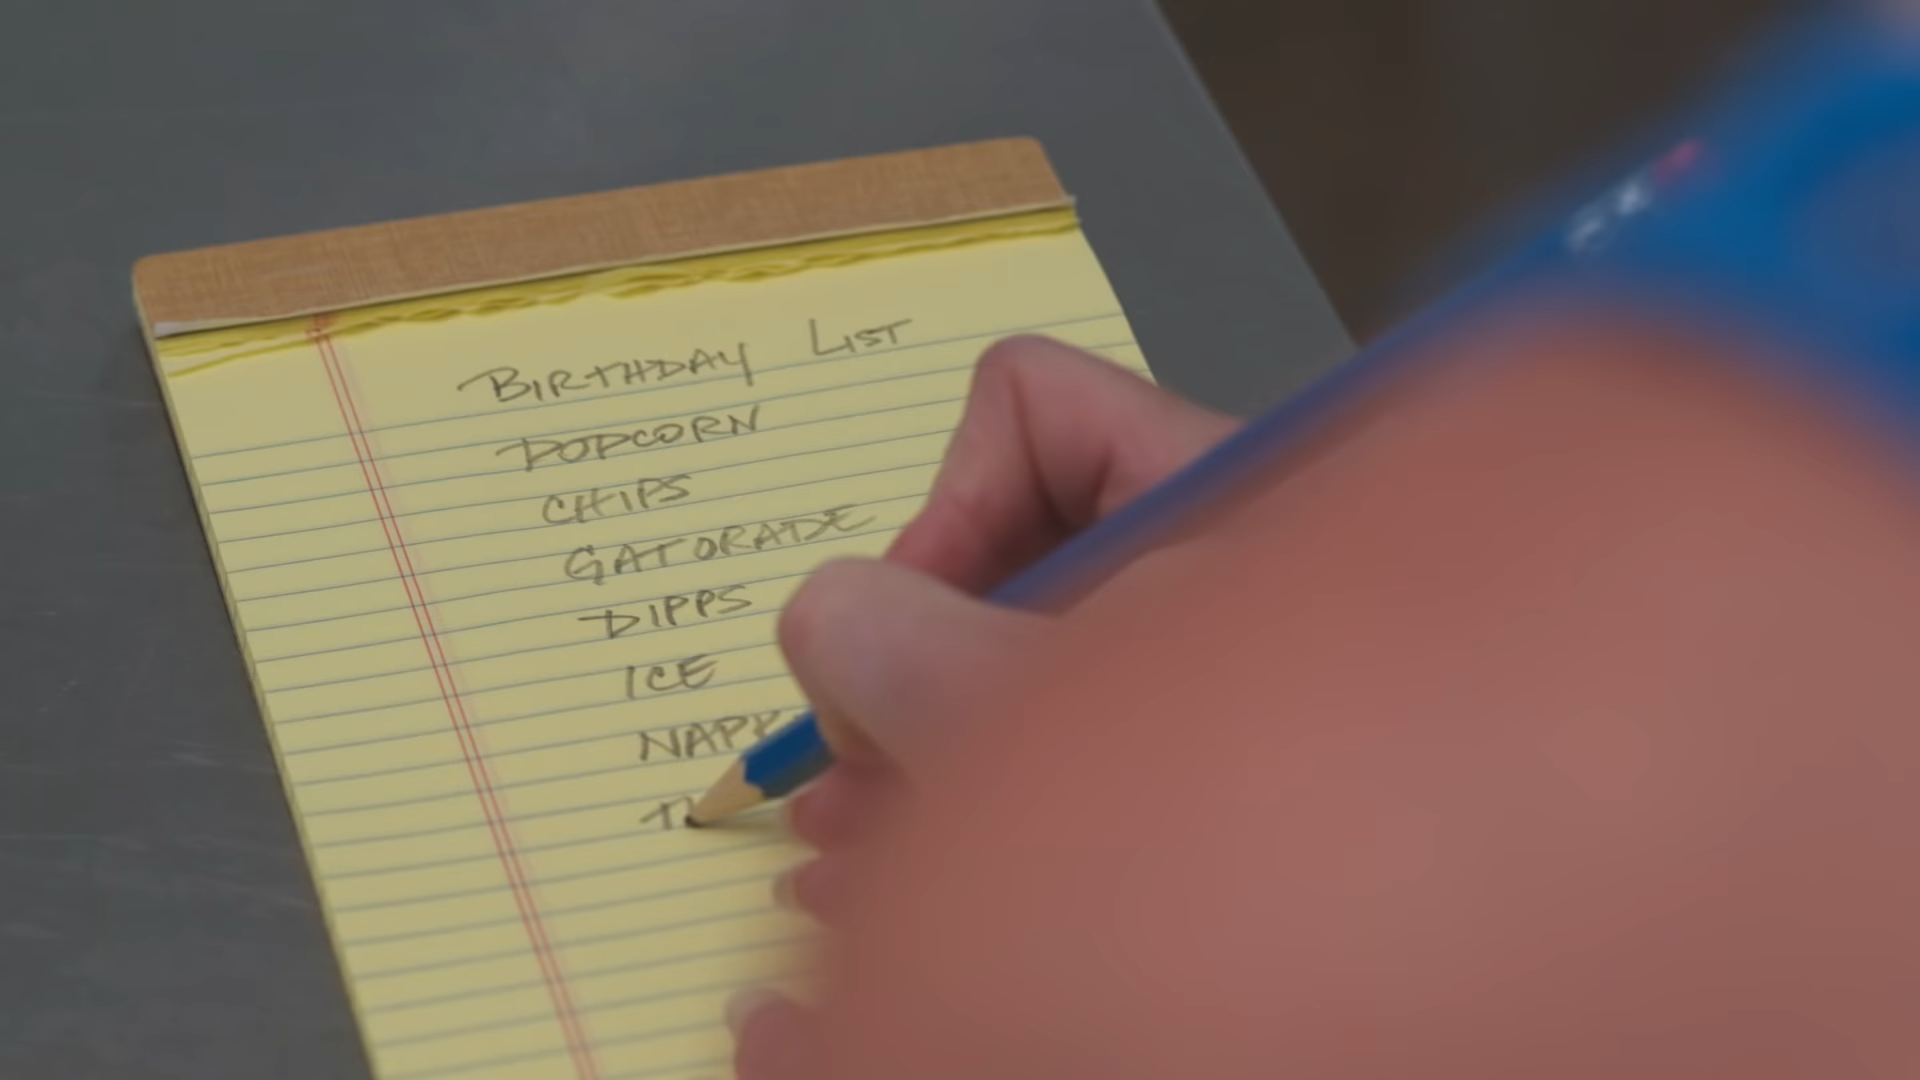 BIRTHDAY LIST
POPCORN
CHIPS
GATORADE
DIPPS
ICE